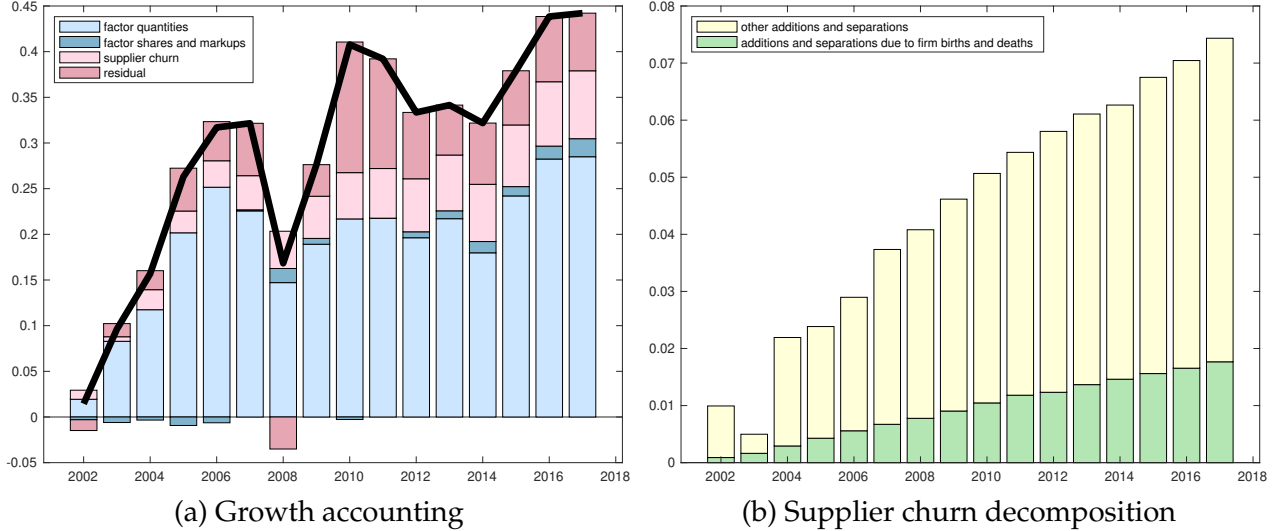 0.45
0.4
0.35
0.3
0.25
0.2
0.15
0.1
0.05
0
-0.05
factor quantities
factor shares and markups
supplier churn
residual
2002 2004 2006 2008 2010 2012 2014 2016 2018
(a) Growth accounting
0.08
0.07
0.06
0.05
0.04
0.03
0.02
0.01
0
other additions and separations
additions and separations due to firm births and deaths
2002 2004 2006 2008 2010 2012 2014 2016 2018
(b) Supplier churn decomposition